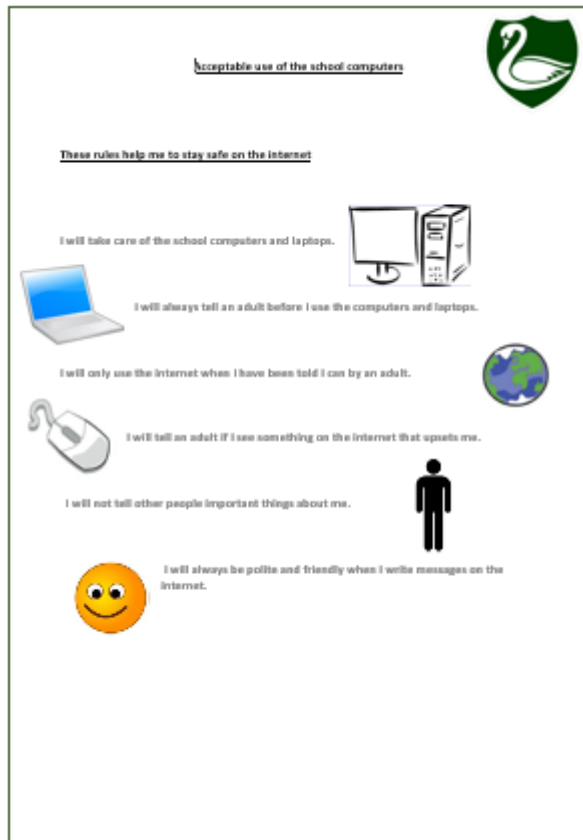 Acceptable use of the school computers
These rules help me to stay safe on the internet
I will take care of the school computers and laptops.
I will always tell an adult before I use the computers and laptops.
I will only use the internet when I have been told I can by an adult.
I will tell an adult if I see something on the internet that upsets me.
I will not tell other people important things about me.
I will always be polite and friendly when I write messages on the
internet.